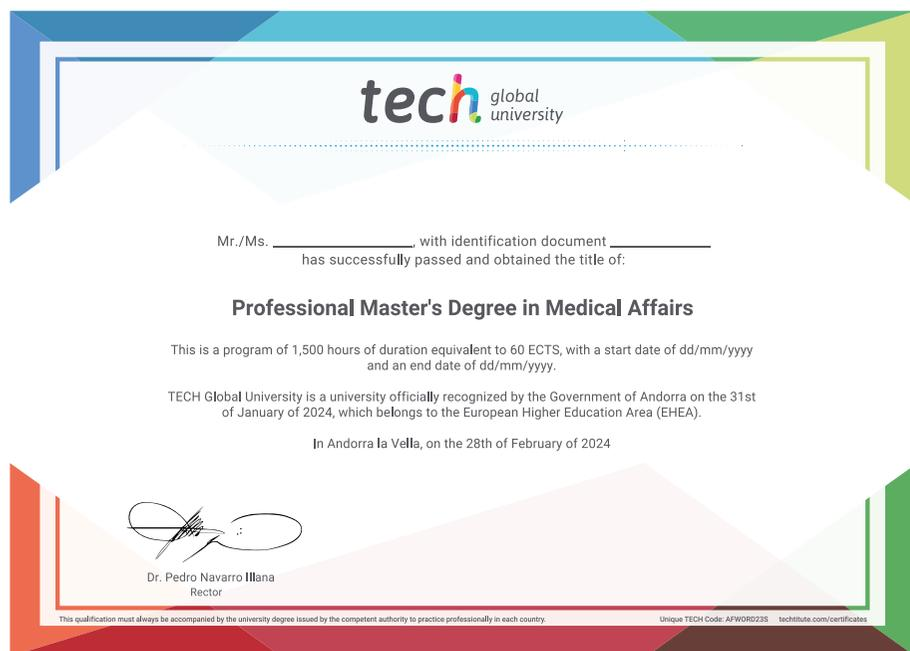 tech global
university
Mr./Ms. ______________, with identification document __________
has successfully passed and obtained the title of:
Professional Master's Degree in Medical Affairs
This is a program of 1,500 hours of duration equivalent to 60 ECTS, with a start date of dd/mm/yyyy
and an end date of dd/mm/yyyy.
TECH Global University is a university officially recognized by the Government of Andorra on the 31st
of January of 2024, which belongs to the European Higher Education Area (EHEA).
In Andorra la Vella, on the 28th of February of 2024
Dr. Pedro Navarro Illana
Rector
This qualification must always be accompanied by the university degree issued by the competent authority to practice professionally in each country.
Unique TECH Code: AFWORD23S techtitute.com/certificates